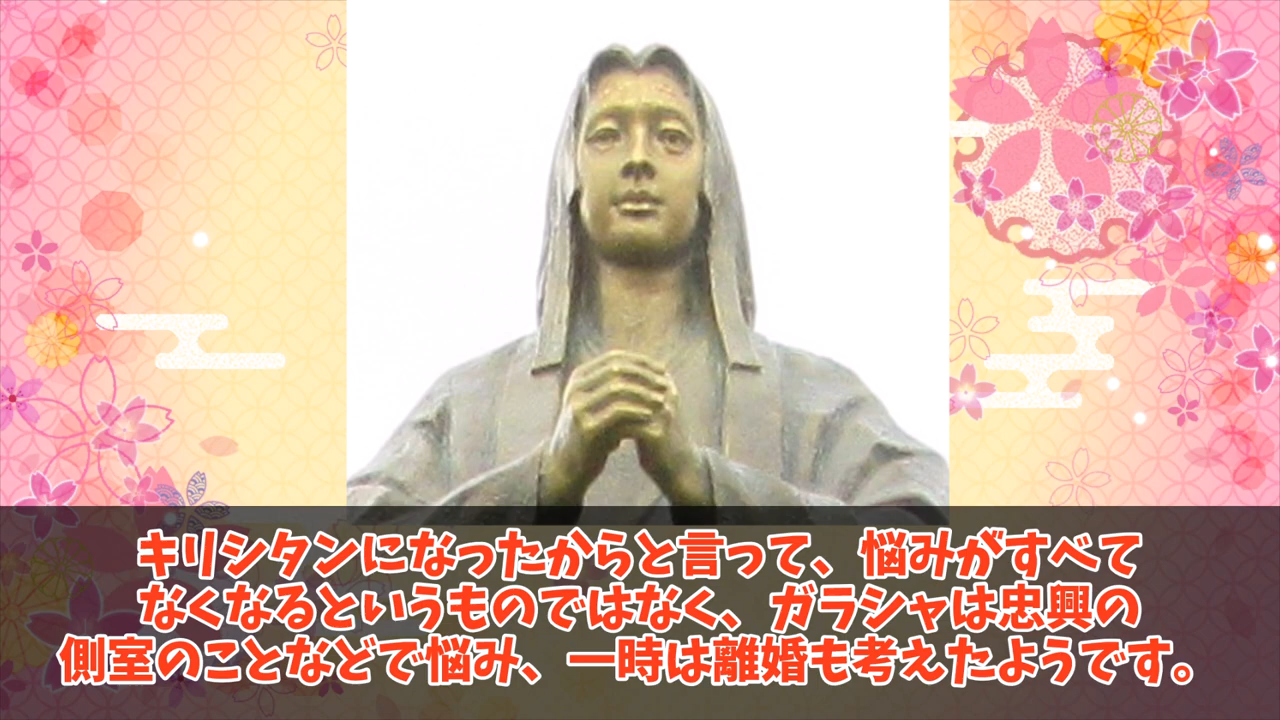 キリシタンになったからと言って、悩みがすべて
なくなるというものではなく、ガラシャは忠興の
側室のことなどで悩み、一時は離婚も考えたようです。